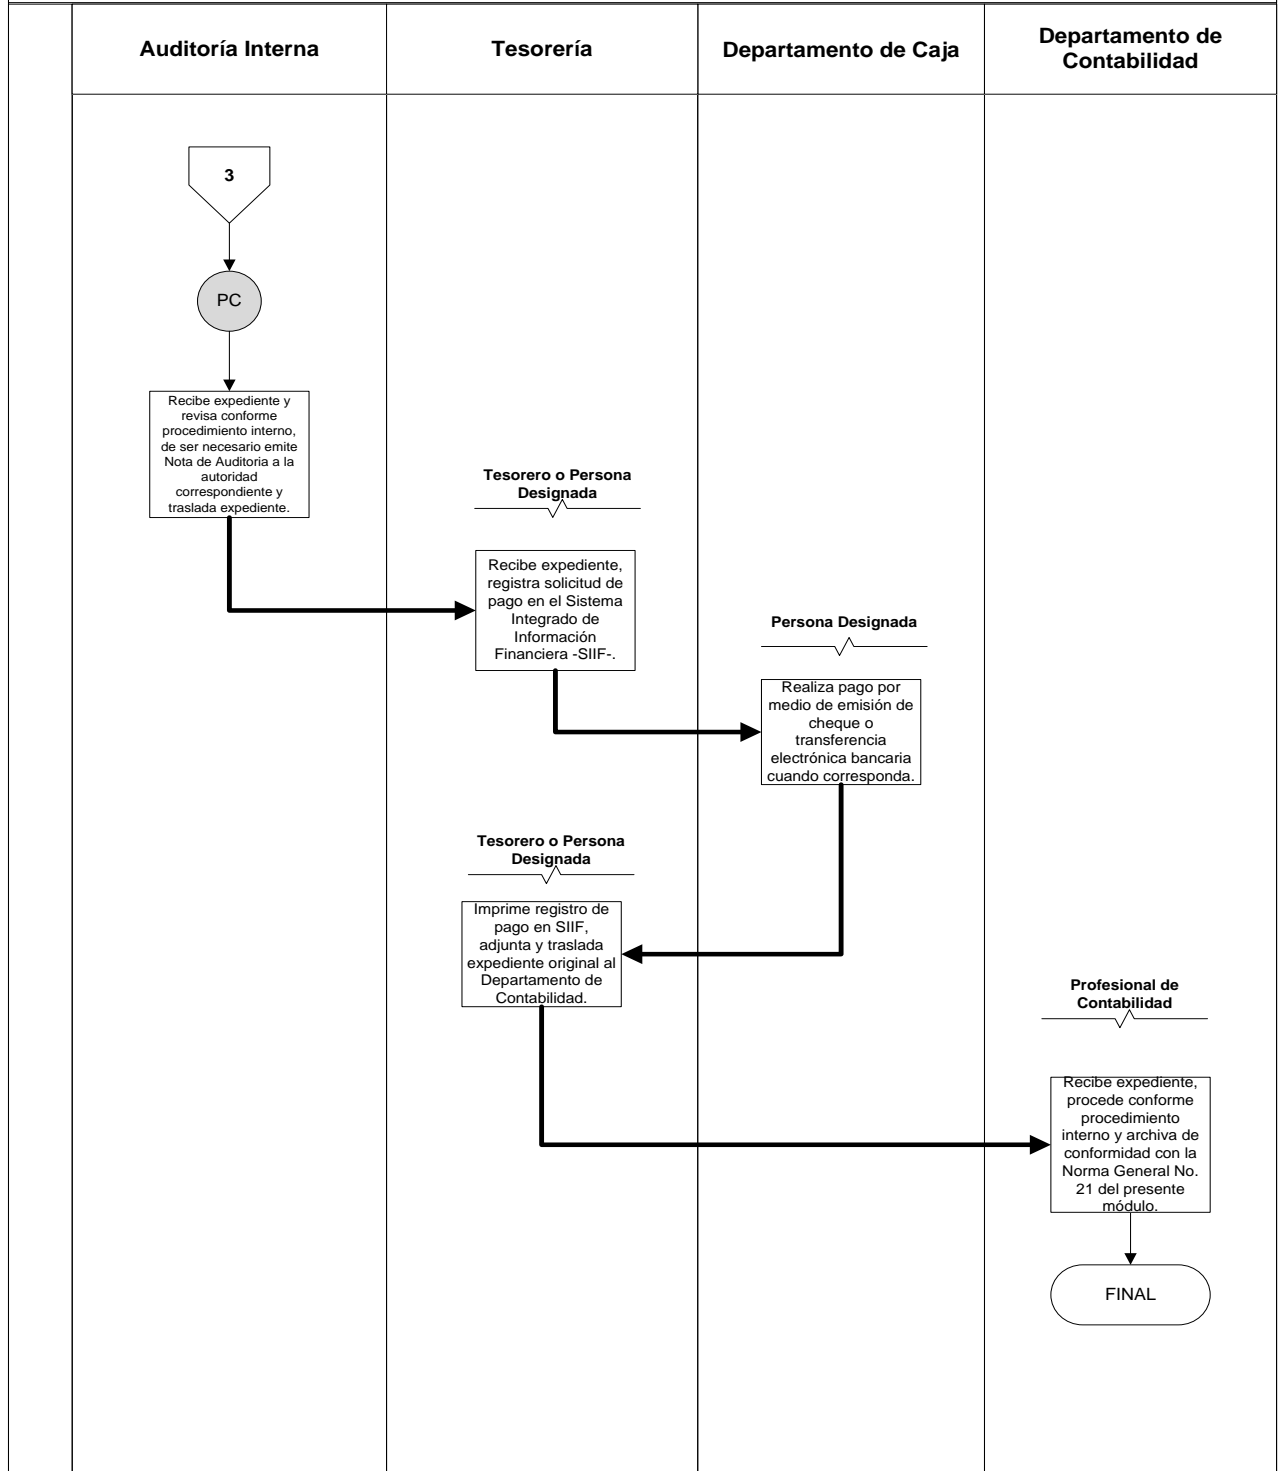 Auditoría Interna
Tesorería
Departamento de Caja
Departamento de
Contabilidad
3
PC
Recibe expediente y
revisa conforme
procedimiento interno,
de ser necesario emite
Nota de Auditoria a la
autoridad
correspondiente y
traslada expediente.
Tesorero o Persona
Designada
Recibe expediente,
registra solicitud de
pago en el Sistema
Integrado de
Información
Financiera -SIIF-.
Persona Designada
Realiza pago por
medio de emisión de
cheque o
transferencia
electrónica bancaria
cuando corresponda.
Tesorero o Persona
Designada
Imprime registro de
pago en SIIF,
adjunta y traslada
expediente original al
Departamento de
Contabilidad.
Profesional de
Contabilidad
Recibe expediente,
procede conforme
procedimiento
interno y archiva de
conformidad con la
Norma General No.
21 del presente
módulo.
FINAL